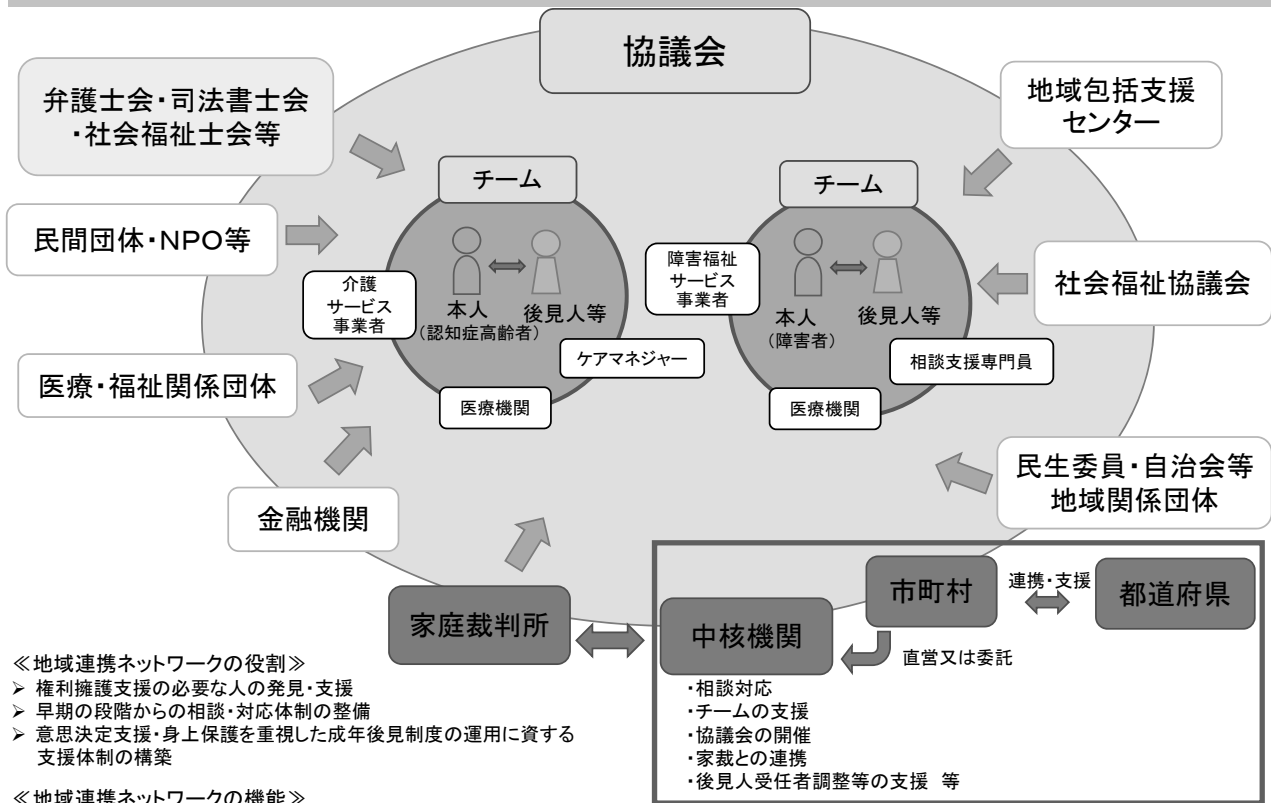 協議会
弁護士会・司法書士会
・社会福祉士会等
地域包括支援
センター
民間団体・NPO等
社会福祉協議会
医療・福祉関係団体
金融機関
民生委員・自治会等
地域関係団体
チーム
本人
(認知症高齢者)
後見人等
介護
サービス
事業者
ケアマネジャー
医療機関
チーム
障害福祉
サービス
事業者
本人
(障害者)
後見人等
相談支援専門員
医療機関
家庭裁判所
中核機関
市町村
連携・支援
都道府県
直営又は委託
・相談対応
・チームの支援
・協議会の開催
・家裁との連携
・後見人受任者調整等の支援 等
≪地域連携ネットワークの役割≫
➢ 権利擁護支援の必要な人の発見・支援
➢ 早期の段階からの相談・対応体制の整備
➢ 意思決定支援・身上保護を重視した成年後見制度の運用に資する
支援体制の構築
≪地域連携ネットワークの機能≫